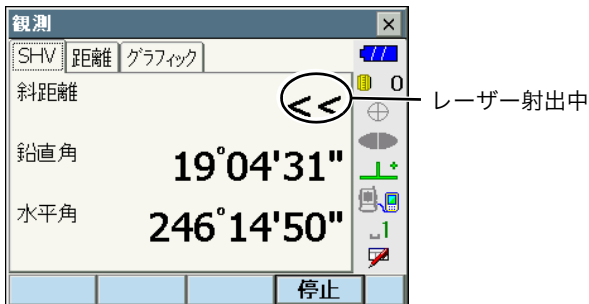 観測
SHV 距離 グラフィック
斜距離 <<
0
レーザー射出中
鉛直角 19°04'31"
水平角 246°14'50"
1
停止